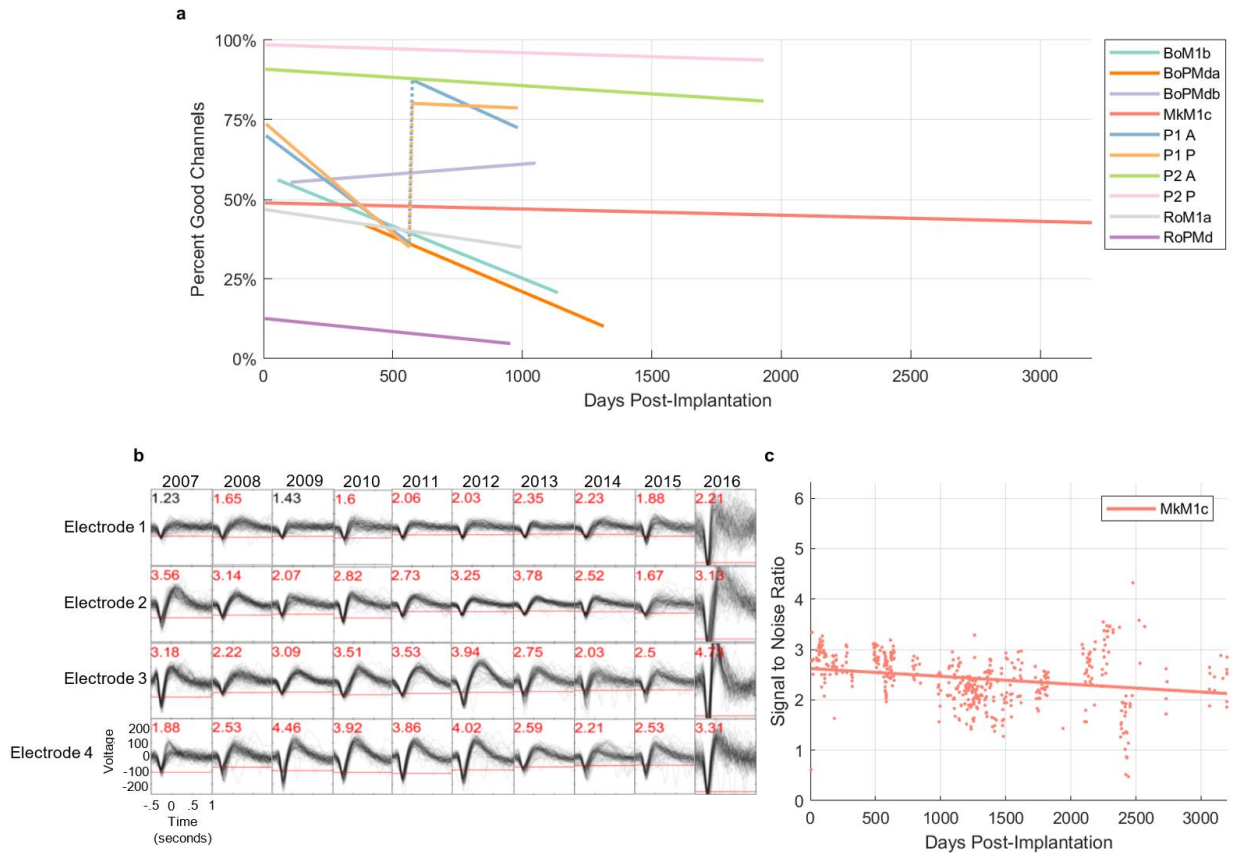 a
100%
75%
50%
25%
0%
Percent Good Channels
0 500 1000 1500 2000 2500 3000
Days Post-Implantation
BoM1b
BoPMda
BoPMdb
MkM1c
P1 A
P1 P
P2 A
P2 P
RoM1a
RoPMd
b
2007 2008 2009 2010 2011 2012 2013 2014 2015 2016
Electrode 1 1.23 1.65 1.43 1.6 2.06 2.03 2.35 2.23 1.88 2.21
Electrode 2 3.56 3.14 2.07 2.82 2.73 3.25 3.78 2.52 1.67 3.13
Electrode 3 3.18 2.22 3.09 3.51 3.53 3.94 2.75 2.03 2.5
Electrode 4 1.88 2.53 4.46 3.92 3.86 4.02 2.59 2.21 2.53 3.31
Voltage
200
100
0
-100
-200
-.5 0 .5 1
Time
(seconds)
c
MkM1c
6
5
4
3
2
1
0
Signal to Noise Ratio
0 500 1000 1500 2000 2500 3000
Days Post-Implantation